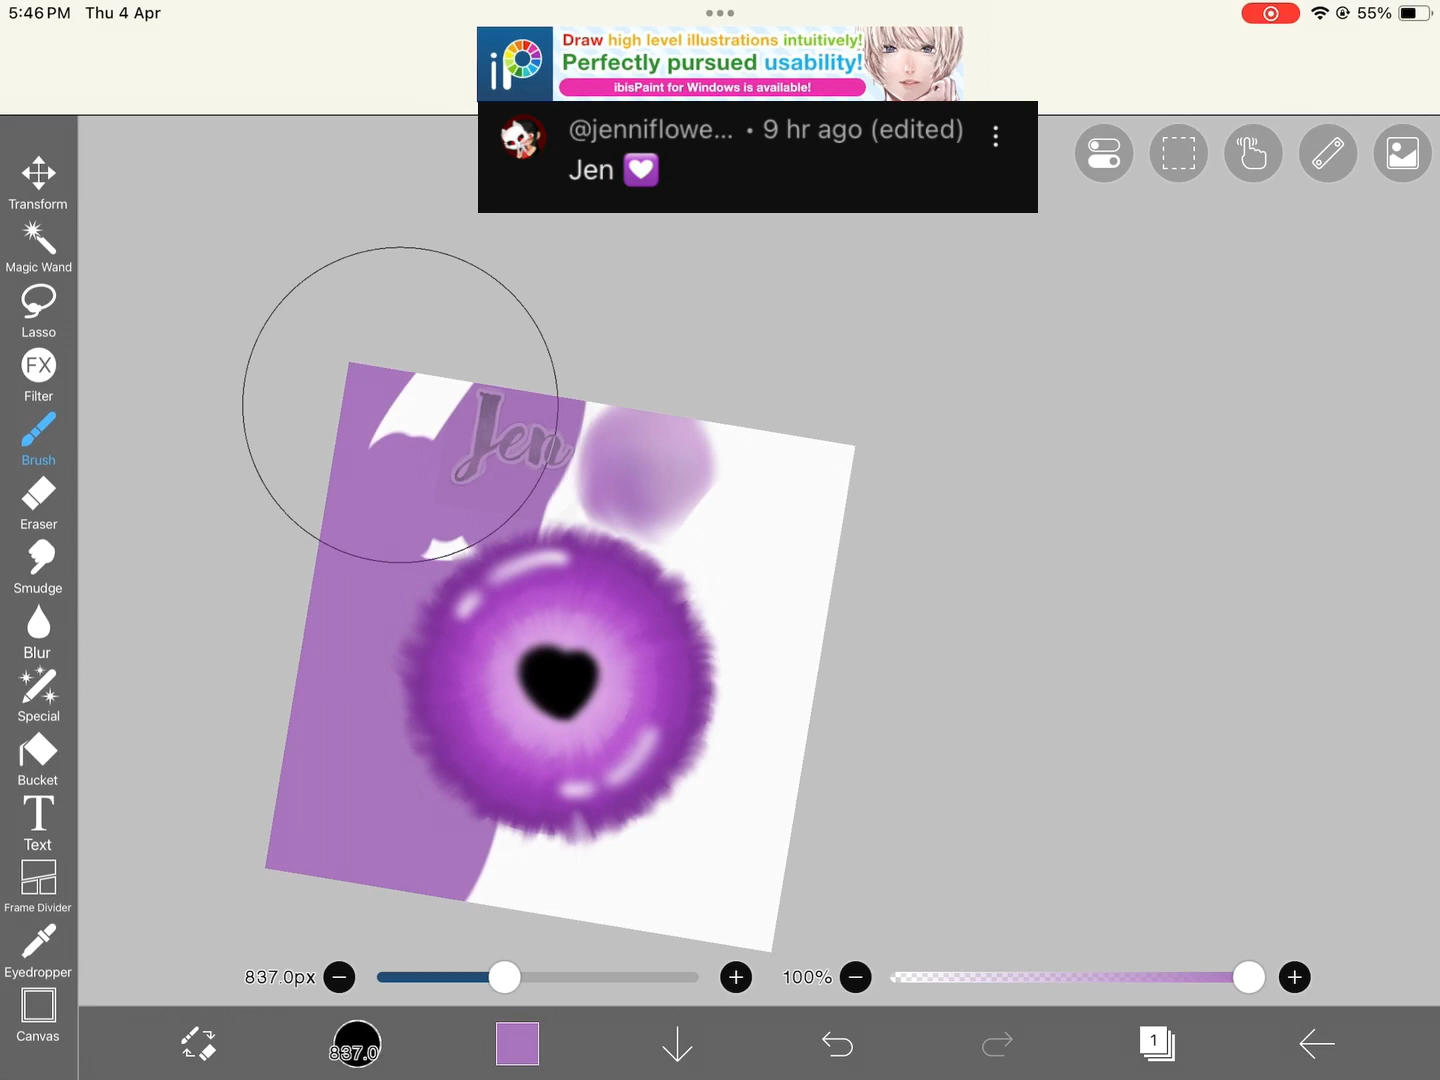 5:46 PM Thu 4 Apr
55%
iP
Draw high level illustrations intuitively!
Perfectly pursued usability!
ibisPaint for Windows is available!
@jenniflowe... • 9 hr ago (edited)
Jen 💜
Transform
Magic Wand
Lasso
FX
Filter
Brush
Eraser
Smudge
Blur
Special
Bucket
T
Text
Frame Divider
Eyedropper
Canvas
Jen
837.0px
100%
837.0
1